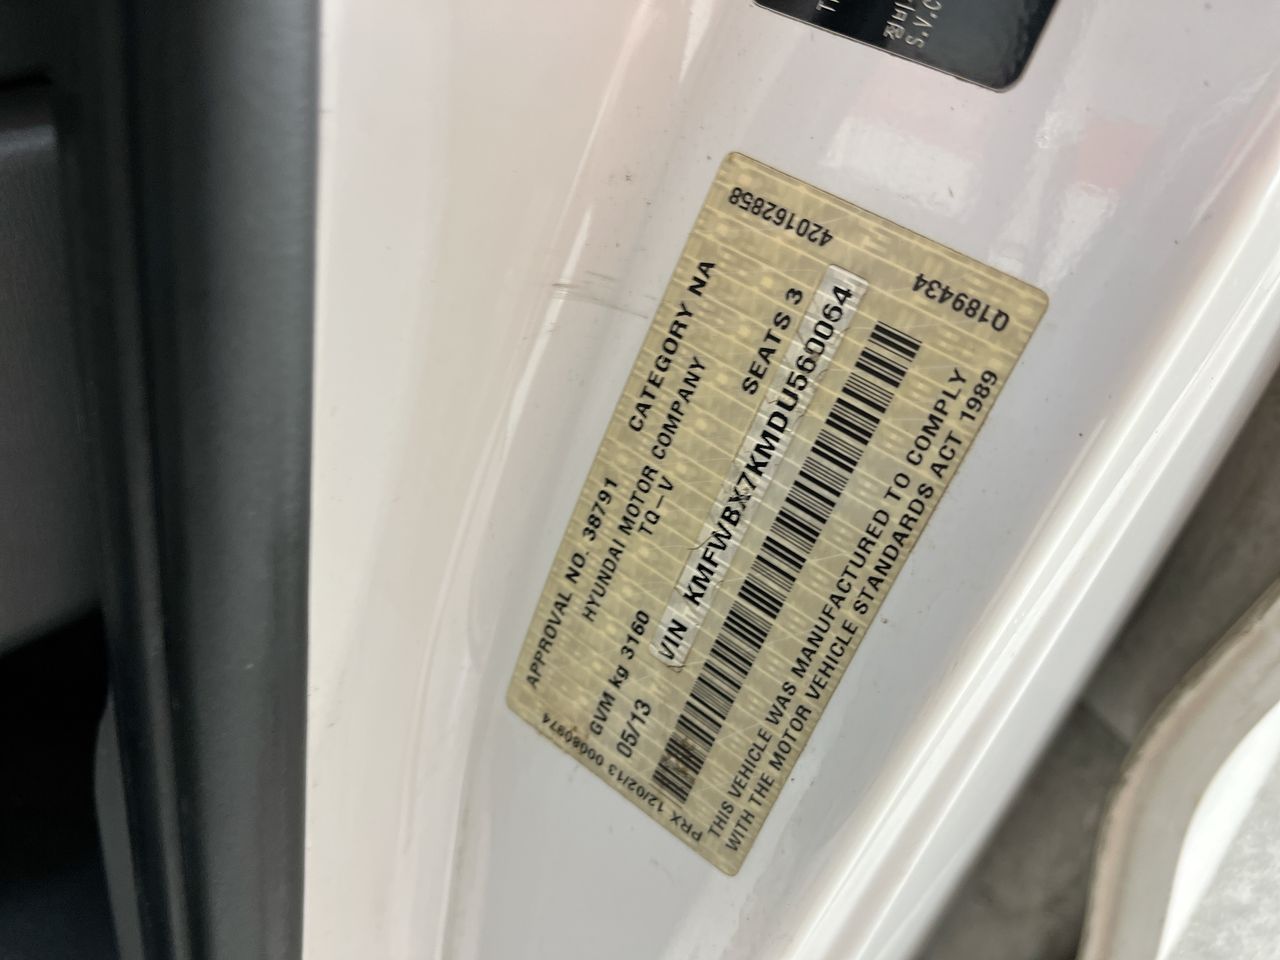 S.V.C
420162858
Q189434
APPROVAL NO. 38791 CATEGORY NA
HYUNDAI MOTOR COMPANY
TQ-V
GVM kg 3160 SEATS 3
05/13 VIN KMFWBX7KMDU560064
THIS VEHICLE WAS MANUFACTURED TO COMPLY
WITH THE MOTOR VEHICLE STANDARDS ACT 1989
PRX 12/02/13 00080974